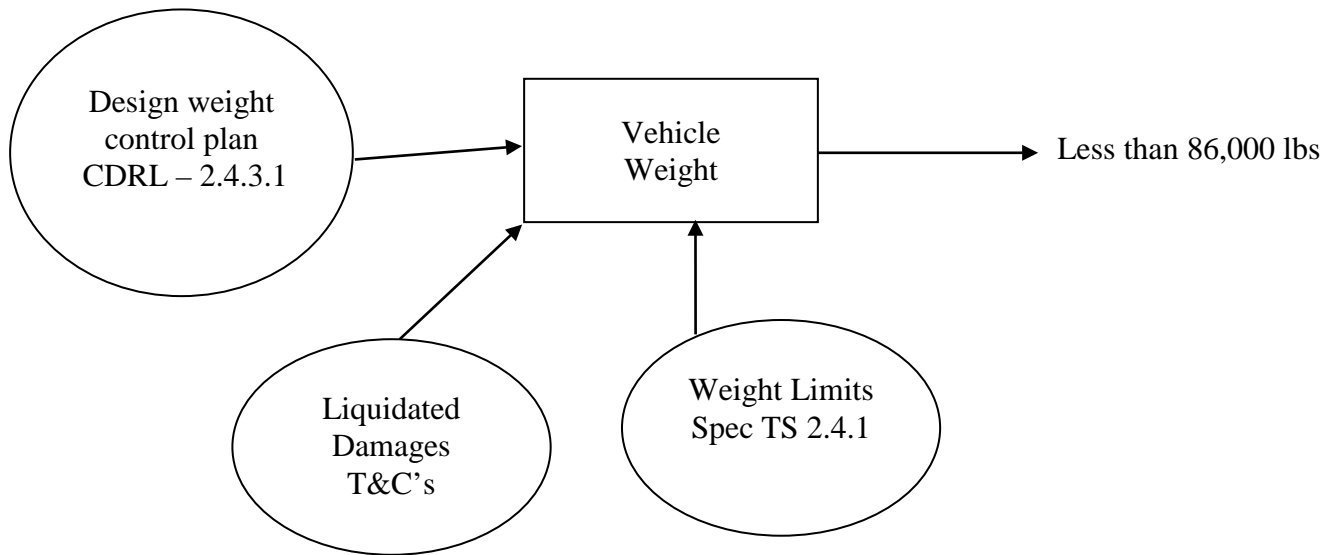 Design weight
control plan
CDRL – 2.4.3.1
Vehicle
Weight
Less than 86,000 lbs
Liquidated
Damages
T&C’s
Weight Limits
Spec TS 2.4.1